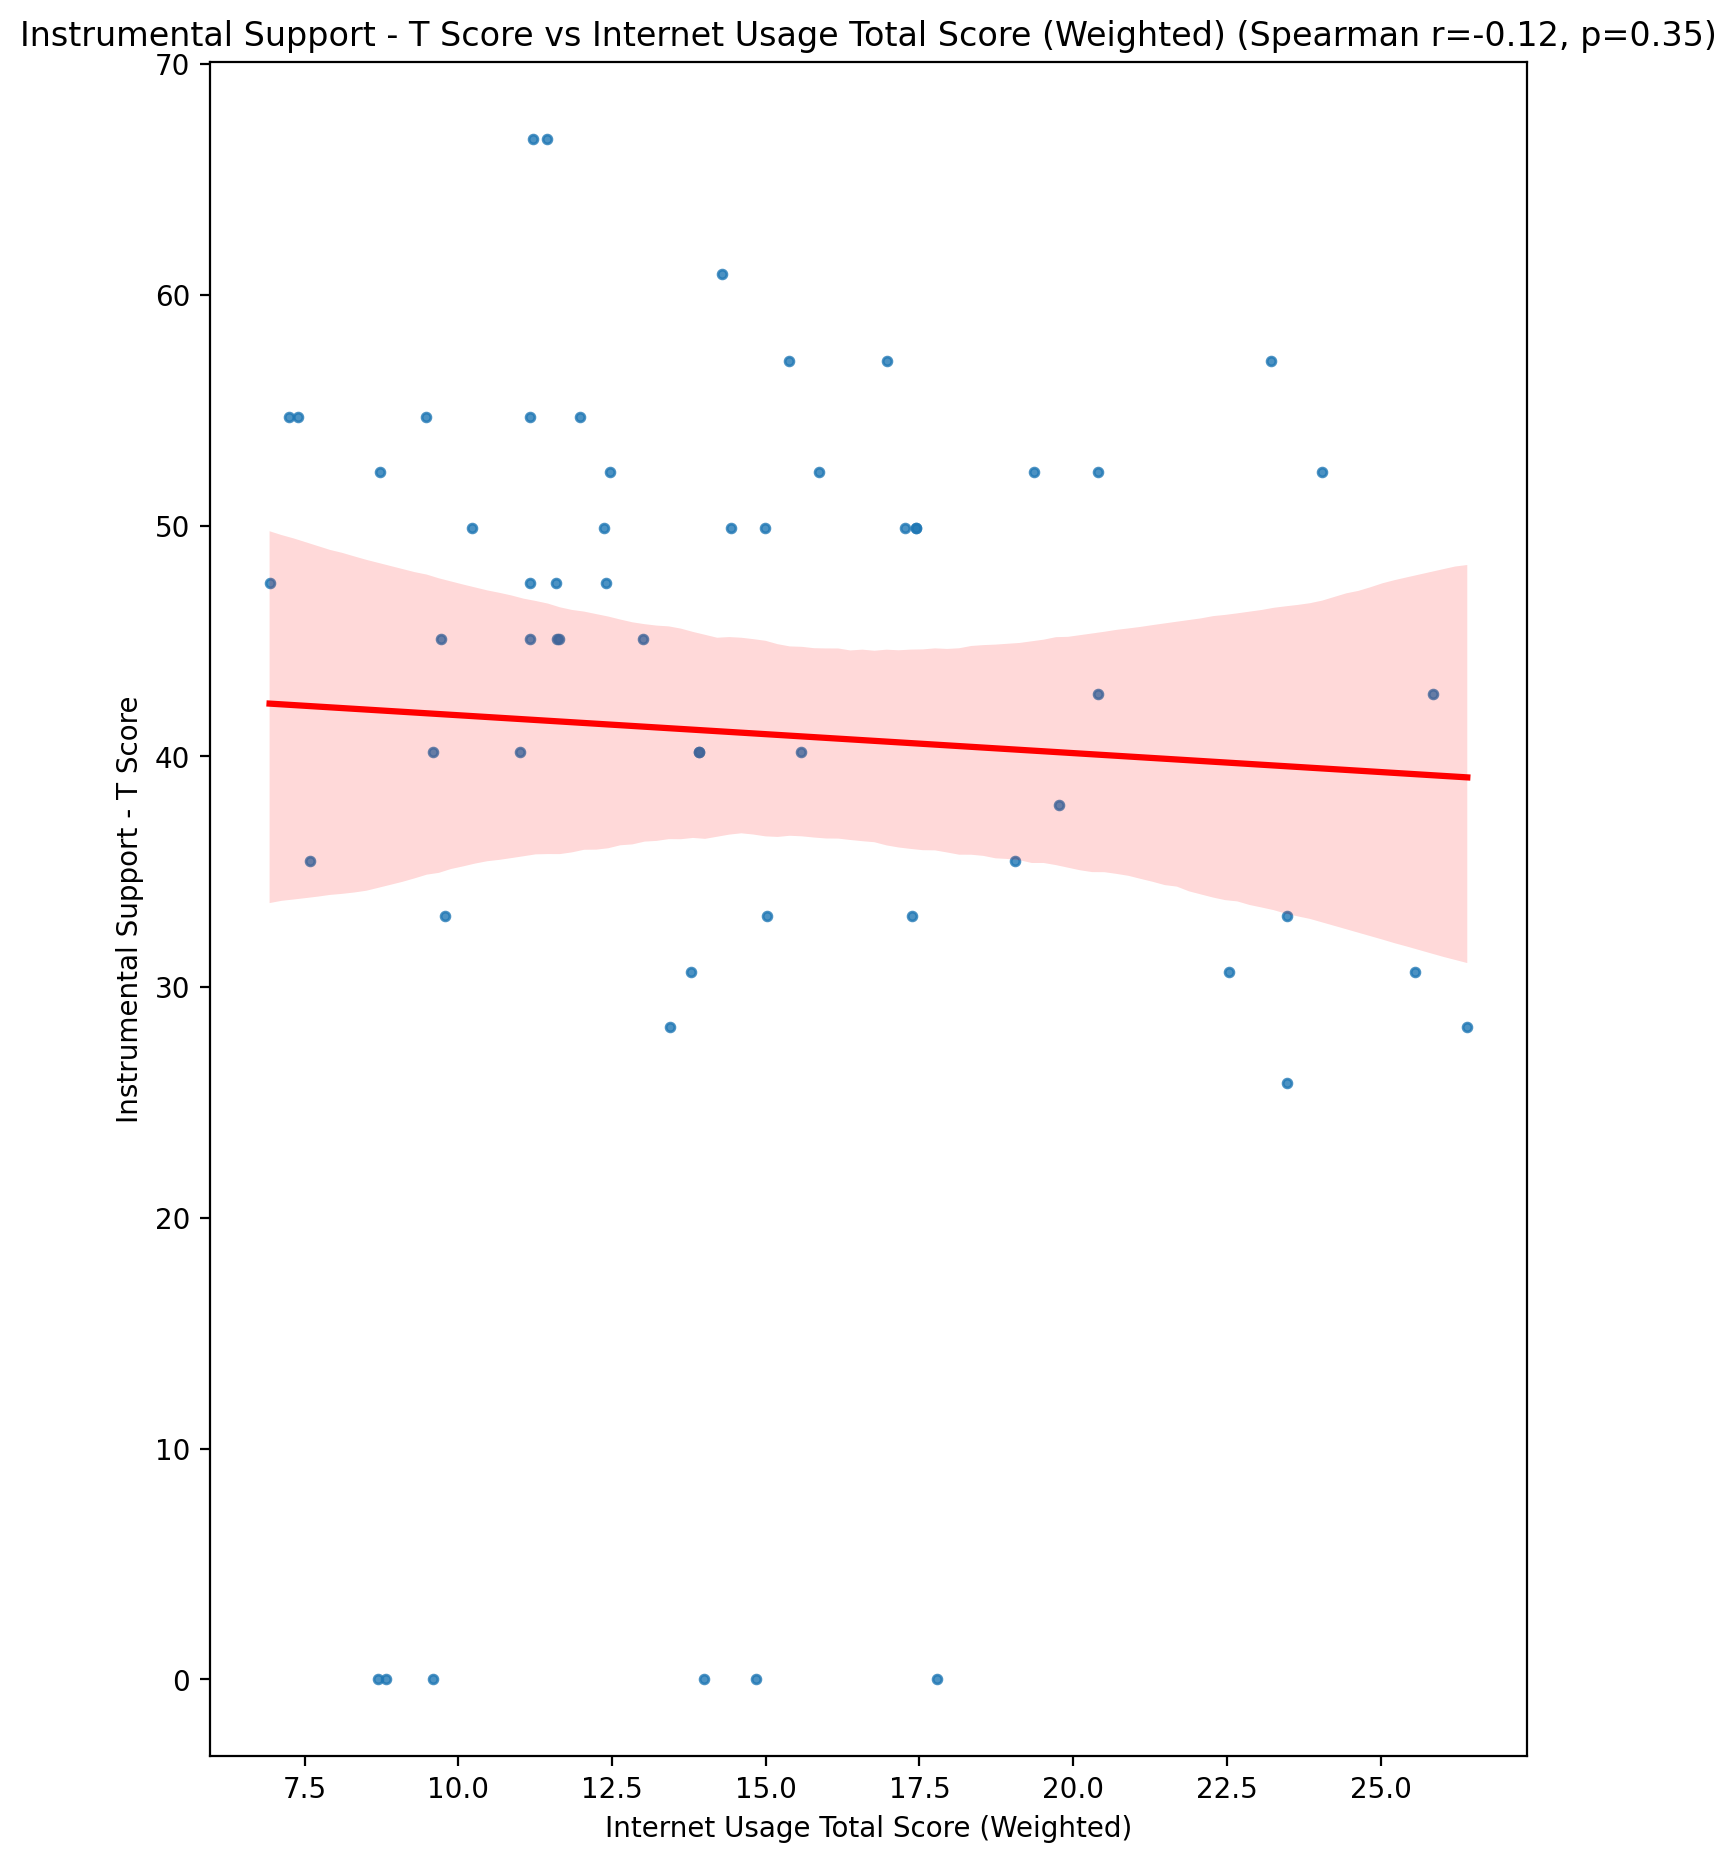 Instrumental Support - T Score vs Internet Usage Total Score (Weighted) (Spearman r=-0.12, p=0.35)
70
60
50
40
30
20
10
0
Instrumental Support - T Score
7.5 10.0 12.5 15.0 17.5 20.0 22.5 25.0
Internet Usage Total Score (Weighted)